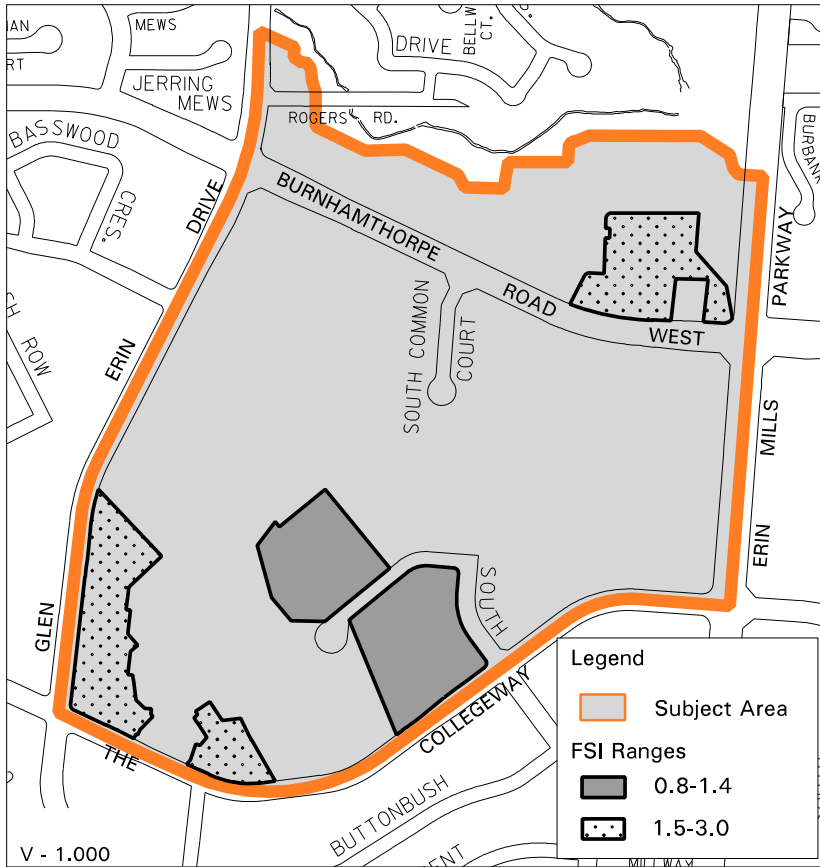 MEWS
JERRING
MEWS
DRIVE
BELLW
CT.
ROGERS RD.
BASSWOOD
CRES.
BURBANK
DRIVE
ERIN
GLEN
BURNHAMTHORPE
ROAD
WEST
PARKWAY
MILLS
ERIN
SOUTH COMMON
COURT
ROW
SOUTH
THE
COLLEGEWAY
BUTTONBUSH
Legend
Subject Area
FSI Ranges
0.8-1.4
1.5-3.0
V - 1.000